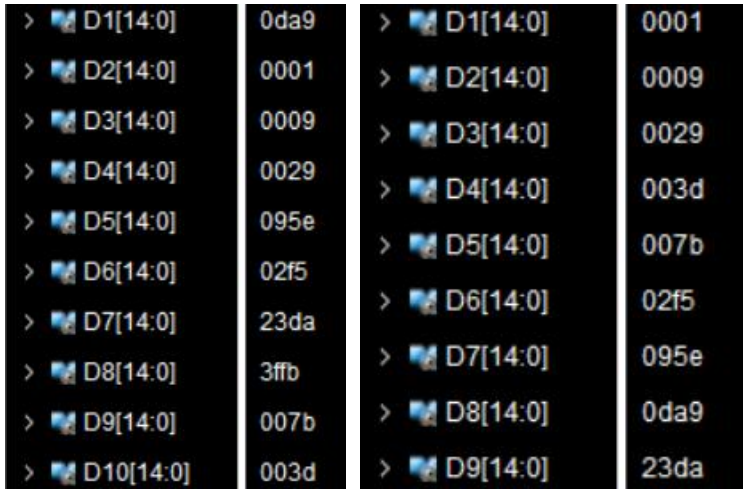 D1[14:0] 0da9
D2[14:0] 0001
D3[14:0] 0009
D4[14:0] 0029
D5[14:0] 095e
D6[14:0] 02f5
D7[14:0] 23da
D8[14:0] 3ffb
D9[14:0] 007b
D10[14:0] 003d
D1[14:0] 0001
D2[14:0] 0009
D3[14:0] 0029
D4[14:0] 003d
D5[14:0] 007b
D6[14:0] 02f5
D7[14:0] 095e
D8[14:0] 0da9
D9[14:0] 23da